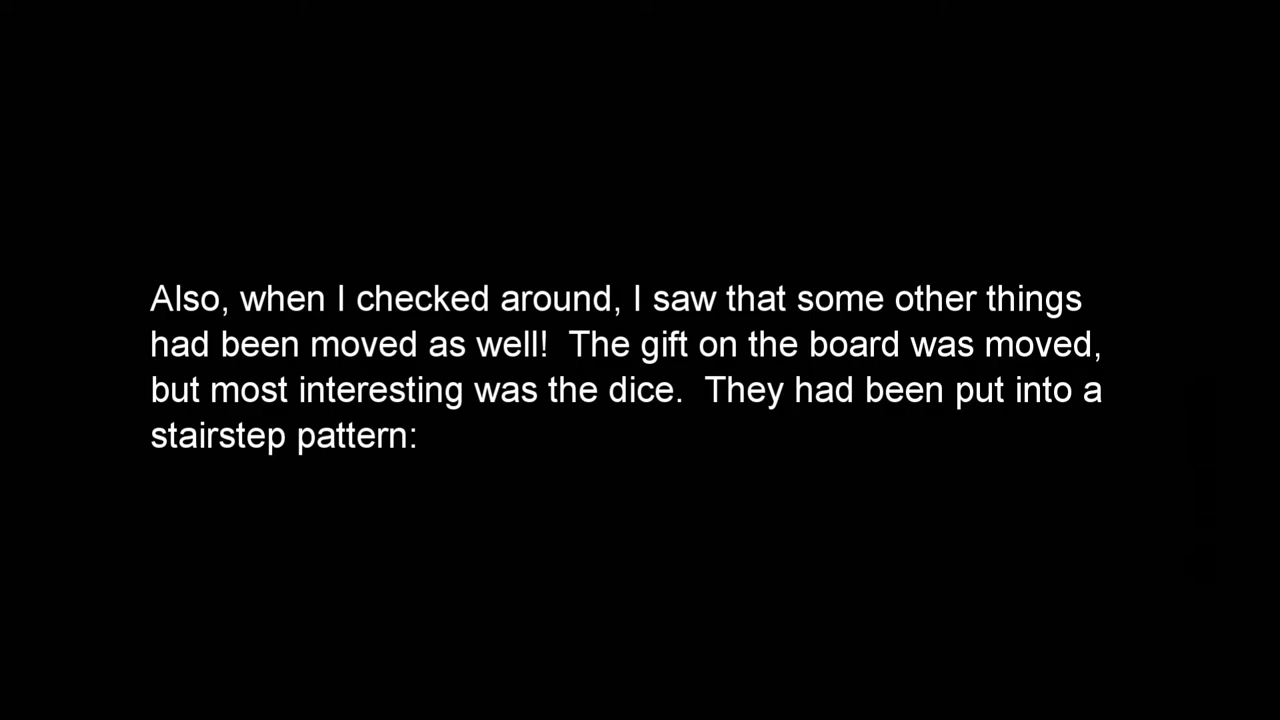 Also, when I checked around, I saw that some other things
had been moved as well!  The gift on the board was moved,
but most interesting was the dice.  They had been put into a
stairstep pattern: